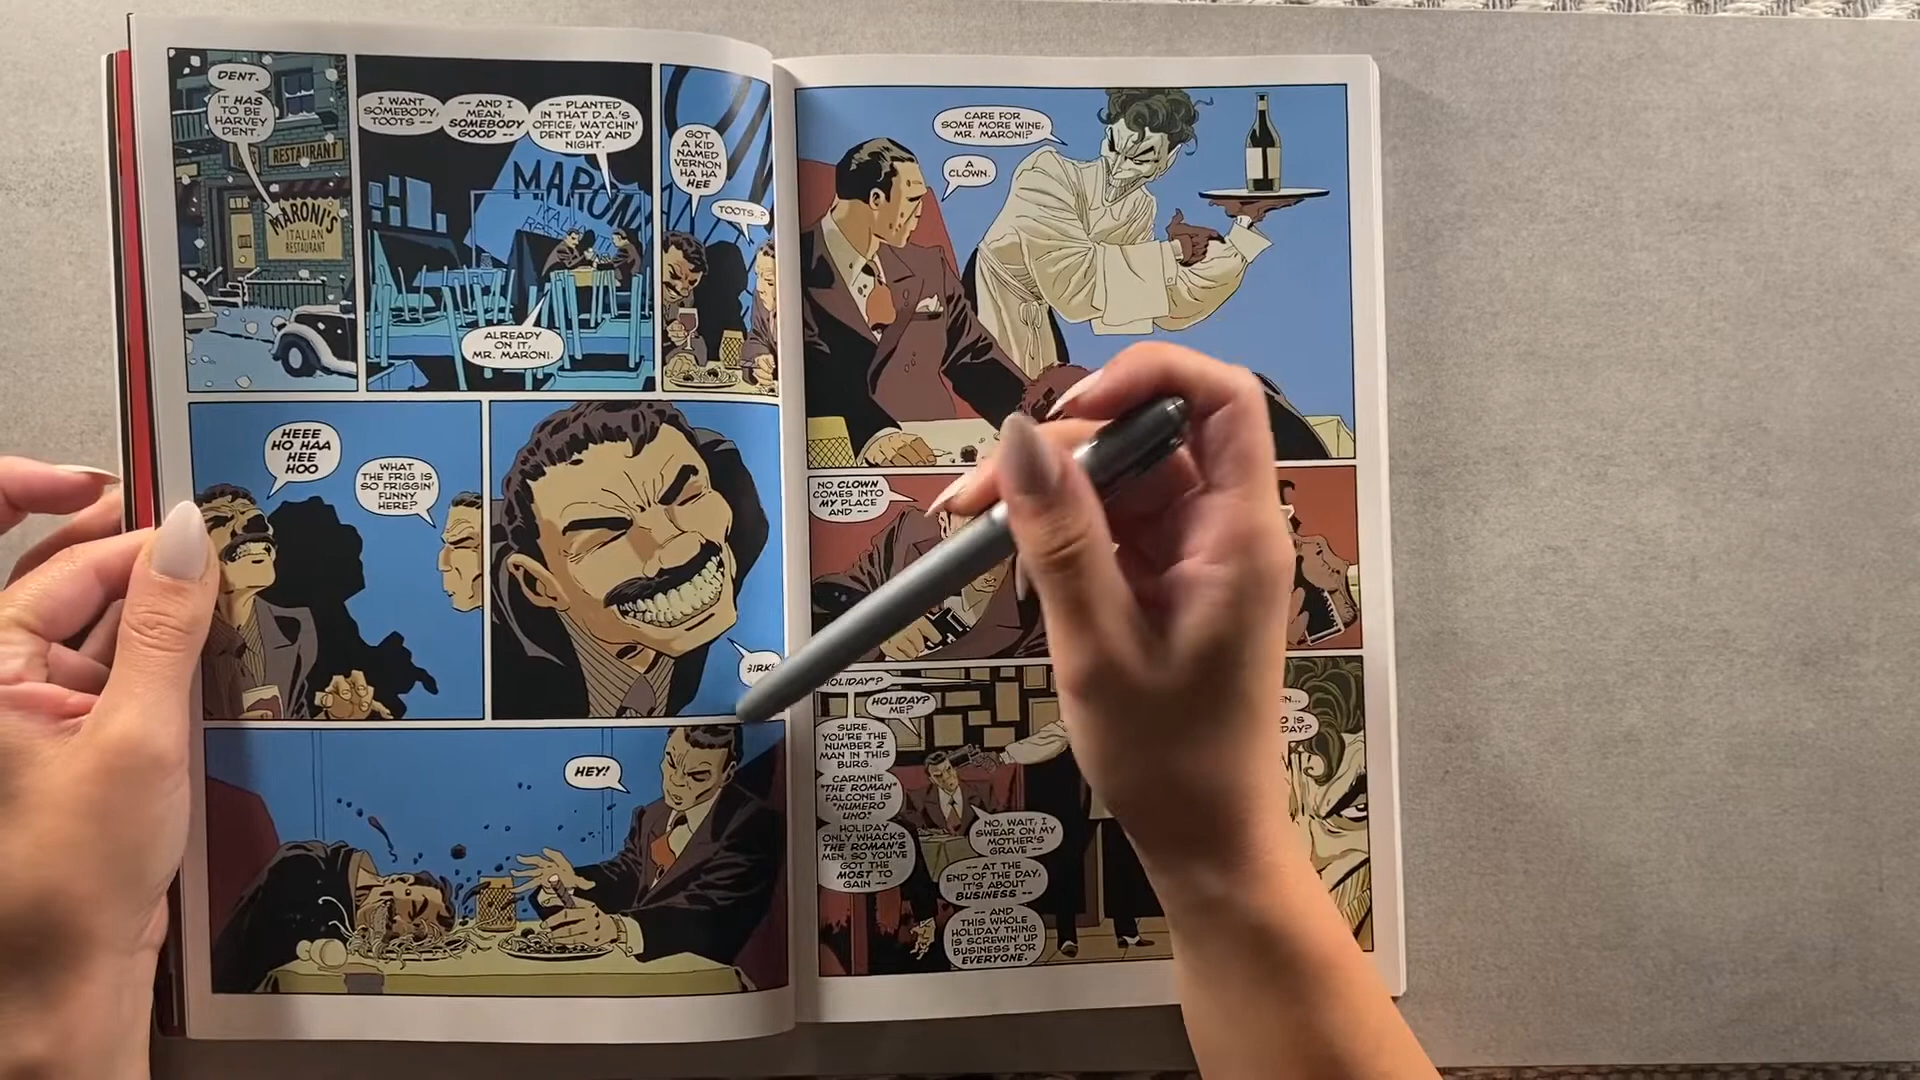 DENT.
IT HAS
TO BE
HARVEY
DENT.
RESTAURANT
MARONI'S
ITALIAN
RESTAURANT
I WANT
SOMEBODY,
TOOTS --
-- AND I
MEAN,
SOMEBODY
GOOD --
-- PLANTED
IN THAT D.A.'S
OFFICE, WATCHIN'
DENT DAY AND
NIGHT.
ALREADY
ON IT,
MR. MARONI.
GOT
A KID
NAMED
VERNON
HA HA
HEE
TOOTS..?
HEEE
HO HAA
HEE
HOO
WHAT
THE FRIG IS
SO FRIGGIN'
FUNNY
HERE?
HEY!
CARE FOR
SOME MORE WINE,
MR. MARONI?
A
CLOWN.
NO CLOWN
COMES INTO
MY PLACE
AND --
HOLIDAY"?
HOLIDAY?
ME?
SURE.
YOU'RE THE
NUMBER 2
MAN IN THIS
BURG.
CARMINE
"THE ROMAN"
FALCONE IS
"NUMERO
UNO."
HOLIDAY
ONLY WHACKS
THE ROMAN'S
MEN, SO YOU'VE
GOT THE
MOST TO
GAIN --
NO, WAIT, I
SWEAR ON MY
MOTHER'S
GRAVE --
-- AT THE
END OF THE DAY,
IT'S ABOUT
BUSINESS --
-- AND
THIS WHOLE
HOLIDAY THING
IS SCREWIN' UP
BUSINESS FOR
EVERYONE.
IS